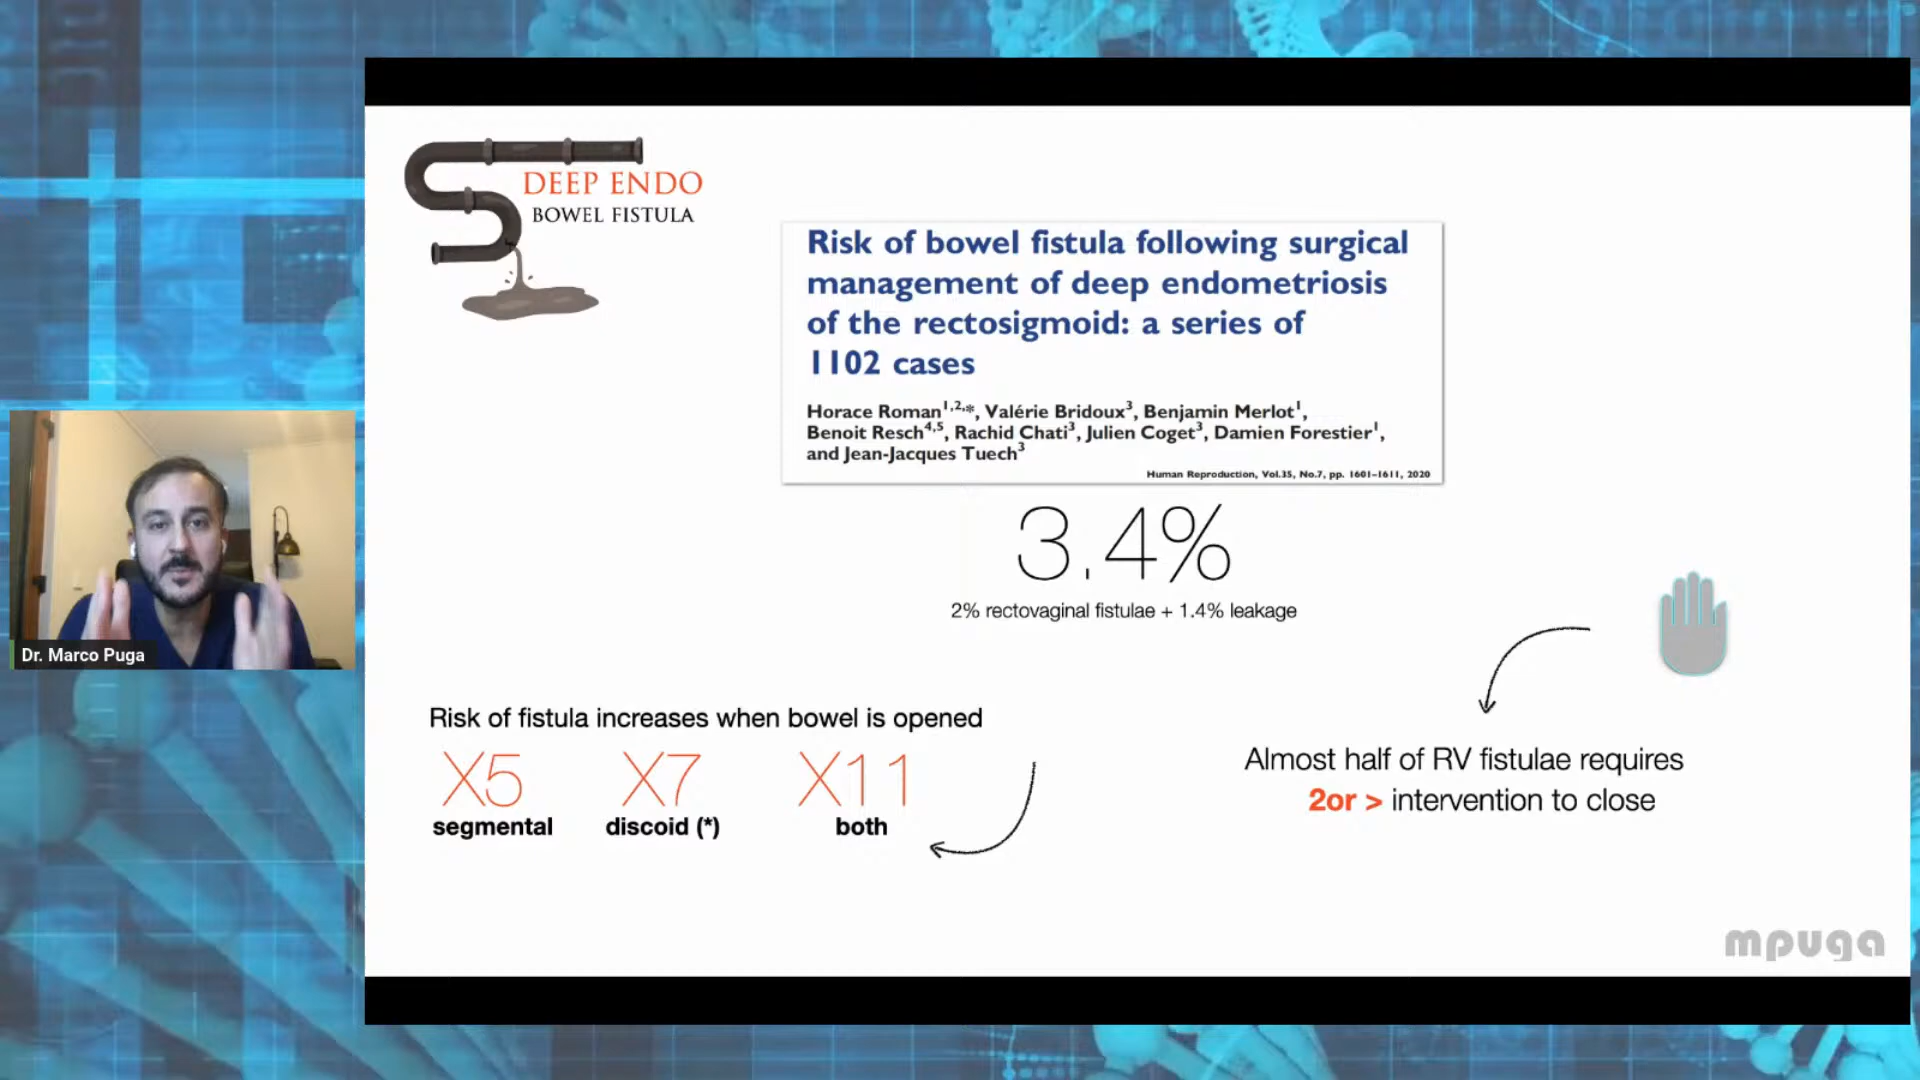 DEEP ENDO
BOWEL FISTULA
Risk of bowel fistula following surgical
management of deep endometriosis
of the rectosigmoid: a series of
1102 cases
Horace Roman1,2,*, Valérie Bridoux3, Benjamin Merlot1,
Benoit Resch4,5, Rachid Chati3, Julien Coget3, Damien Forestier1,
and Jean-Jacques Tuech3
Human Reproduction, Vol.35, No.7, pp. 1601–1611, 2020
3.4%
2% rectovaginal fistulae + 1.4% leakage
Dr. Marco Puga
Risk of fistula increases when bowel is opened
X5 X7 X11
segmental discoid (*) both
Almost half of RV fistulae requires
2or > intervention to close
mpuga